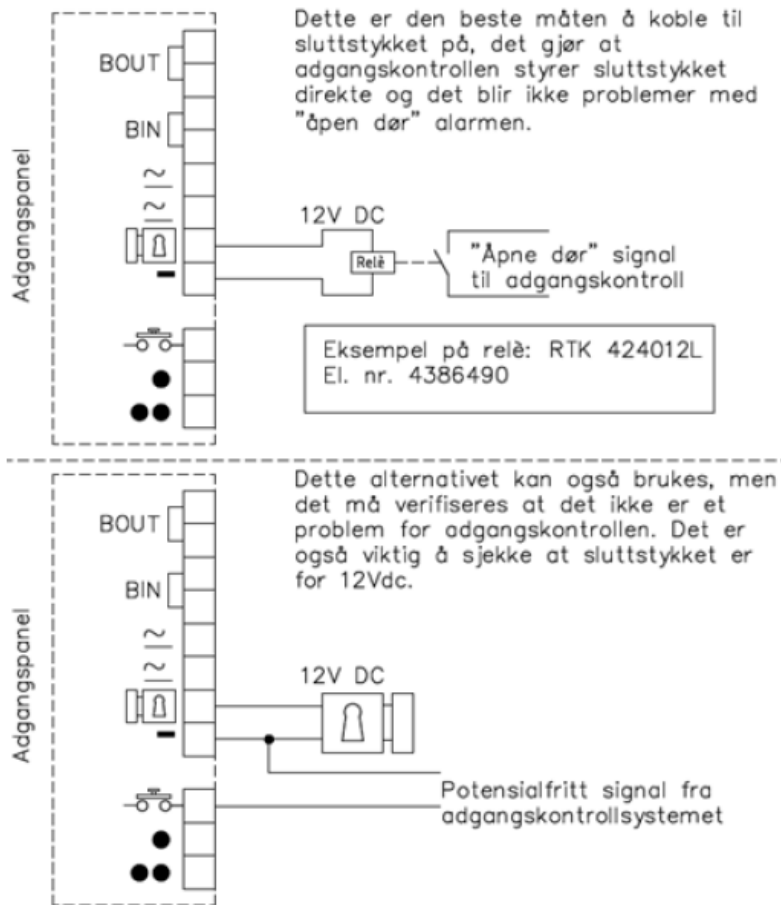 Dette er den beste måten å koble til
sluttstykket på, det gjør at
adgangskontrollen styrer sluttstykket
direkte og det blir ikke problemer med
"åpen dør" alarmen.
Adgangspanel
BOUT
BIN
12V DC
Relè
"Åpne dør" signal
til adgangskontroll
Eksempel på relè: RTK 424012L
El. nr. 4386490
Dette alternativet kan også brukes, men
det må verifiseres at det ikke er et
problem for adgangskontrollen. Det er
også viktig å sjekke at sluttstykket er
for 12Vdc.
Adgangspanel
BOUT
BIN
12V DC
Potensialfritt signal fra
adgangskontrollsystemet